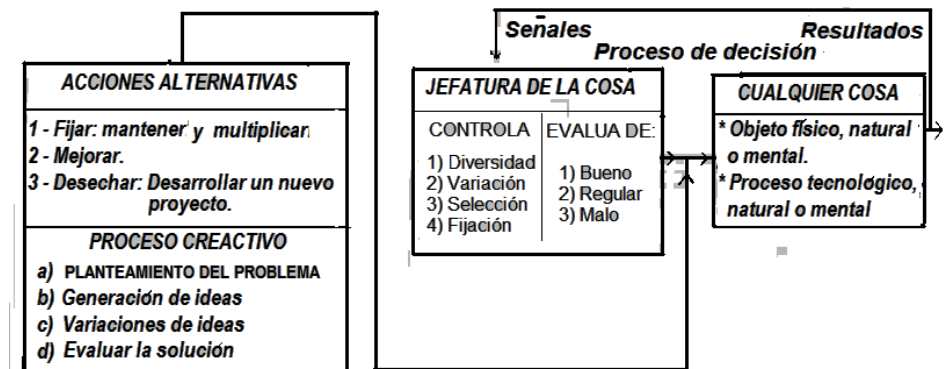 Señales
Resultados
Proceso de decisión
ACCIONES ALTERNATIVAS
1 - Fijar: mantener y multiplicar
2 - Mejorar.
3 - Desechar: Desarrollar un nuevo
proyecto.
PROCESO CREACTIVO
a) PLANTEAMIENTO DEL PROBLEMA
b) Generación de ideas
c) Variaciones de ideas
d) Evaluar la solución
JEFATURA DE LA COSA
CONTROLA
1) Diversidad
2) Variación
3) Selección
4) Fijación
EVALUA DE:
1) Bueno
2) Regular
3) Malo
CUALQUIER COSA
* Objeto físico, natural
o mental.
* Proceso tecnológico,
natural o mental